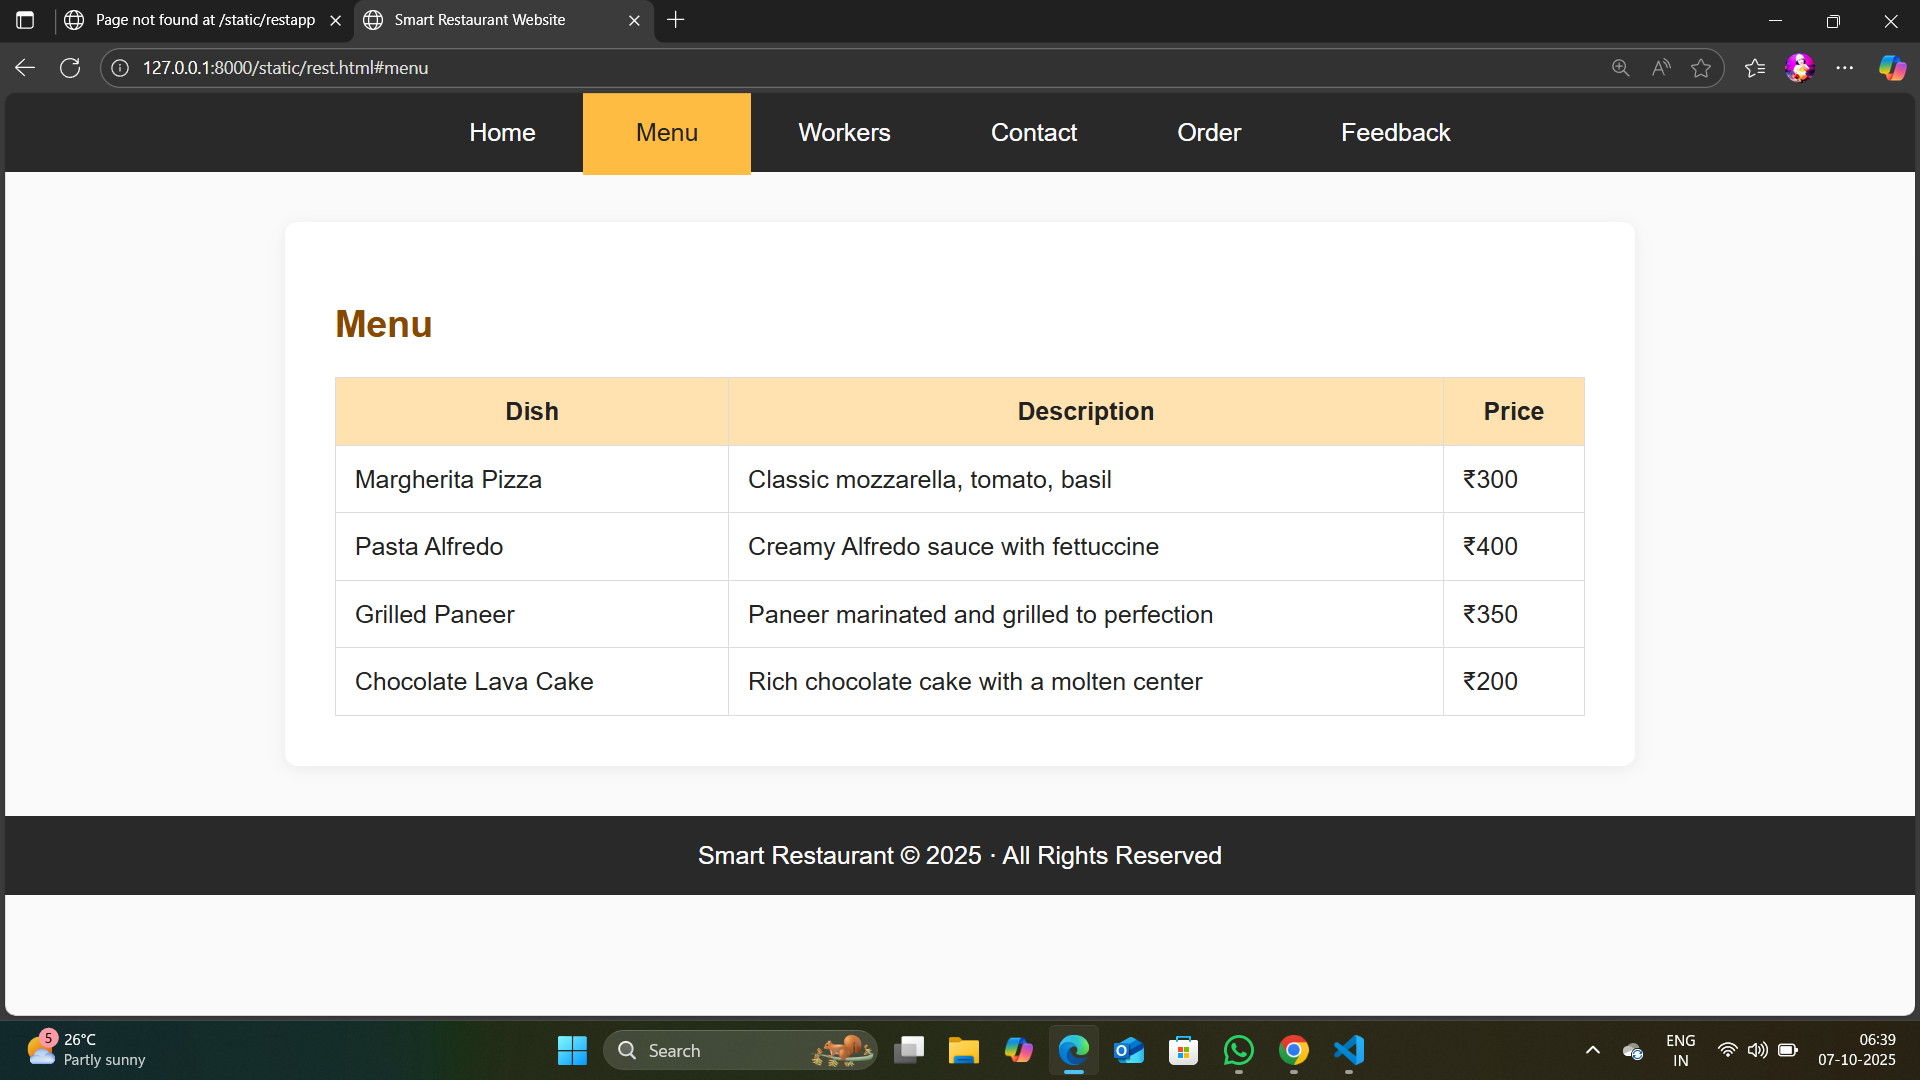 Page not found at /static/restapp
Smart Restaurant Website
127.0.0.1:8000/static/rest.html#menu
Home Menu Workers Contact Order Feedback
Menu
Dish Description Price
Margherita Pizza Classic mozzarella, tomato, basil ₹300
Pasta Alfredo Creamy Alfredo sauce with fettuccine ₹400
Grilled Paneer Paneer marinated and grilled to perfection ₹350
Chocolate Lava Cake Rich chocolate cake with a molten center ₹200
Smart Restaurant © 2025 · All Rights Reserved
5
26°C
Partly sunny
Search
ENG
IN
06:39
07-10-2025